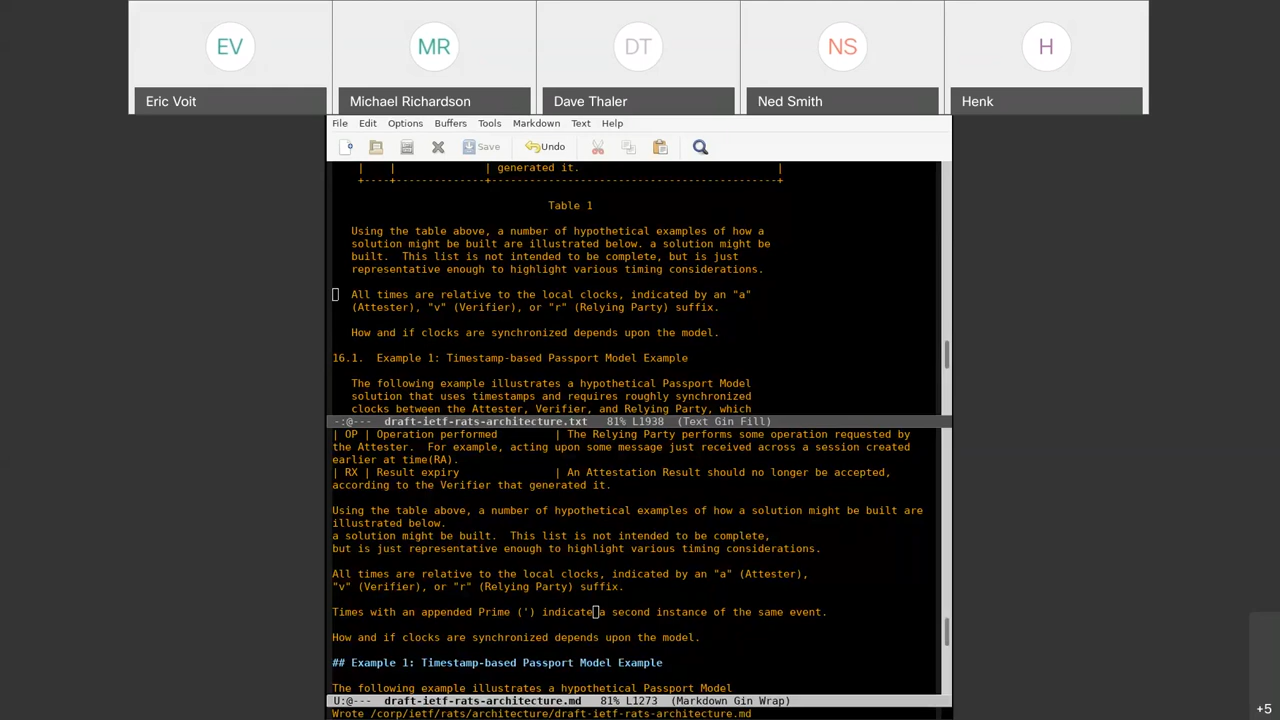 EV MR DT NS H
Eric Voit Michael Richardson Dave Thaler Ned Smith Henk
File Edit Options Buffers Tools Markdown Text Help
Save Undo
| | | generated it. |
+----+--------------+----------------------------------------------+
Table 1
Using the table above, a number of hypothetical examples of how a
solution might be built are illustrated below. a solution might be
built.  This list is not intended to be complete, but is just
representative enough to highlight various timing considerations.
All times are relative to the local clocks, indicated by an "a"
(Attester), "v" (Verifier), or "r" (Relying Party) suffix.
How and if clocks are synchronized depends upon the model.
16.1.  Example 1: Timestamp-based Passport Model Example
The following example illustrates a hypothetical Passport Model
solution that uses timestamps and requires roughly synchronized
clocks between the Attester, Verifier, and Relying Party, which
-:@---  draft-ietf-rats-architecture.txt   81% L1938  (Text Gin Fill)
| OP | Operation performed         | The Relying Party performs some operation requested by
the Attester.  For example, acting upon some message just received across a session created
earlier at time(RA).
| RX | Result expiry               | An Attestation Result should no longer be accepted,
according to the Verifier that generated it.
Using the table above, a number of hypothetical examples of how a solution might be built are
illustrated below.
a solution might be built.  This list is not intended to be complete,
but is just representative enough to highlight various timing considerations.
All times are relative to the local clocks, indicated by an "a" (Attester),
"v" (Verifier), or "r" (Relying Party) suffix.
Times with an appended Prime (') indicate a second instance of the same event.
How and if clocks are synchronized depends upon the model.
## Example 1: Timestamp-based Passport Model Example
The following example illustrates a hypothetical Passport Model
U:@---  draft-ietf-rats-architecture.md    81% L1273  (Markdown Gin Wrap)
Wrote /corp/ietf/rats/architecture/draft-ietf-rats-architecture.md
+5